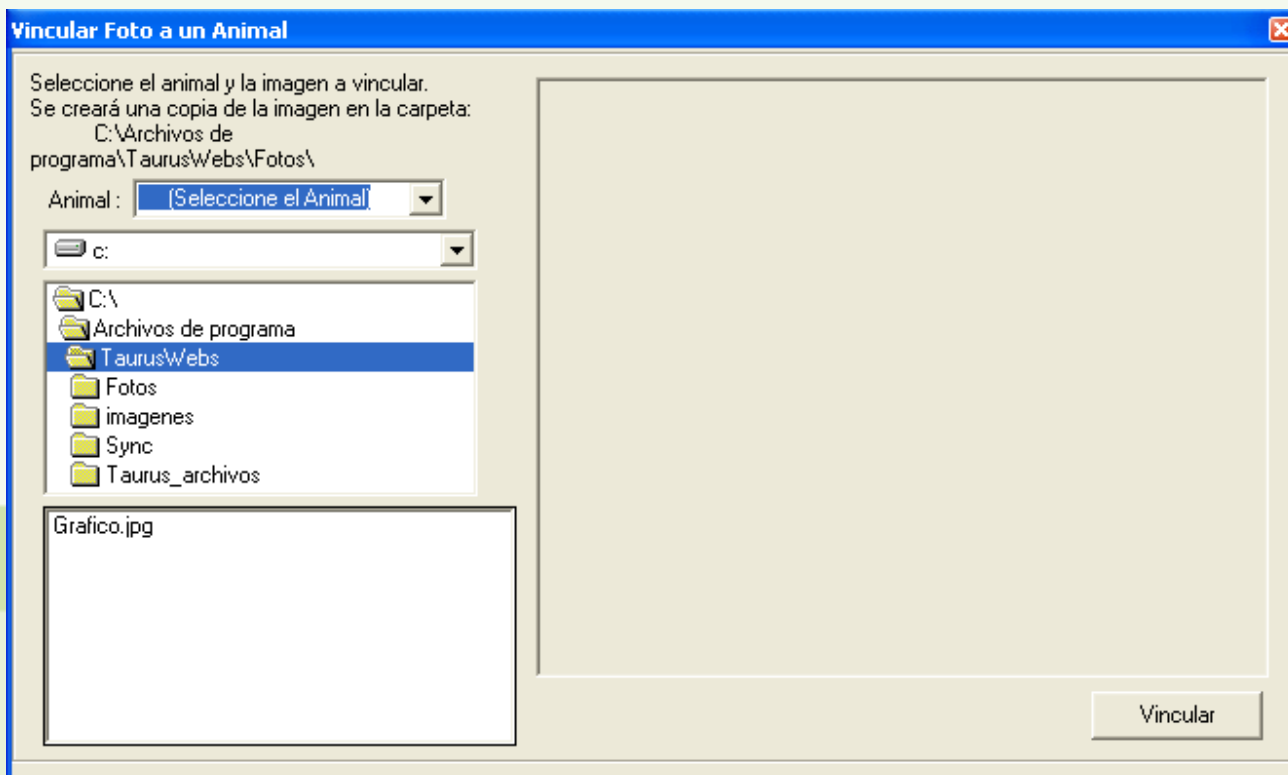 Vincular Foto a un Animal
Seleccione el animal y la imagen a vincular.
Se creará una copia de la imagen en la carpeta:
C:\Archivos de
programa\TaurusWebs\Fotos\
Animal : (Seleccione el Animal)
c:
C:\
Archivos de programa
TaurusWebs
Fotos
imagenes
Sync
Taurus_archivos
Grafico.jpg
Vincular